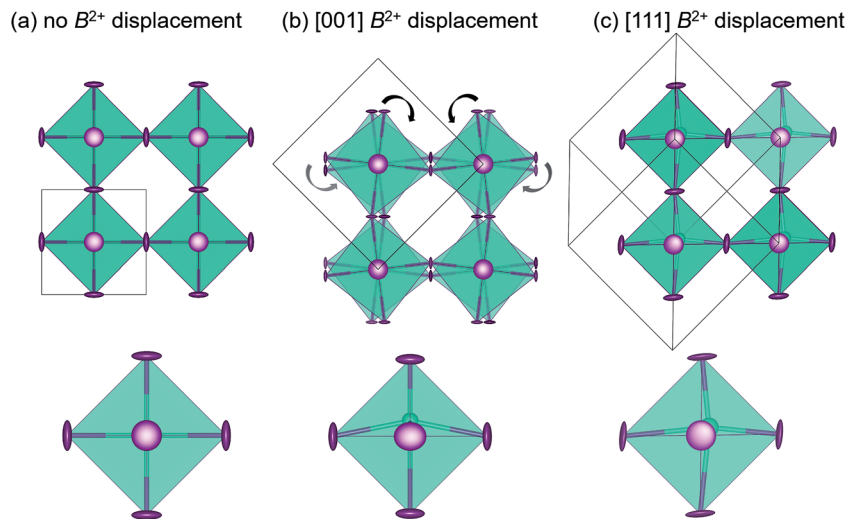 (a) no B²⁺ displacement
(b) [001] B²⁺ displacement
(c) [111] B²⁺ displacement